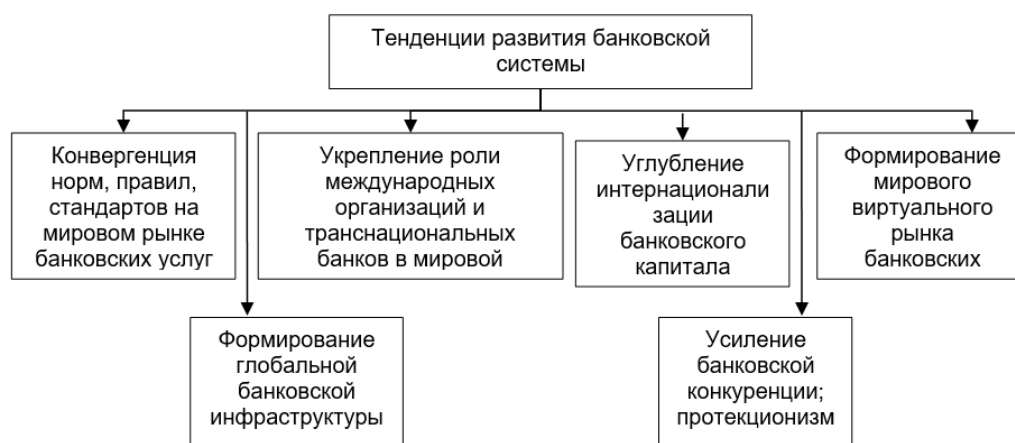 Тенденции развития банковской
системы
Конвергенция
норм, правил,
стандартов на
мировом рынке
банковских услуг
Укрепление роли
международных
организаций и
транснациональных
банков в мировой
Углубление
интернационали
зации
банковского
капитала
Формирование
мирового
виртуального
рынка
банковских
Формирование
глобальной
банковской
инфраструктуры
Усиление
банковской
конкуренции;
протекционизм